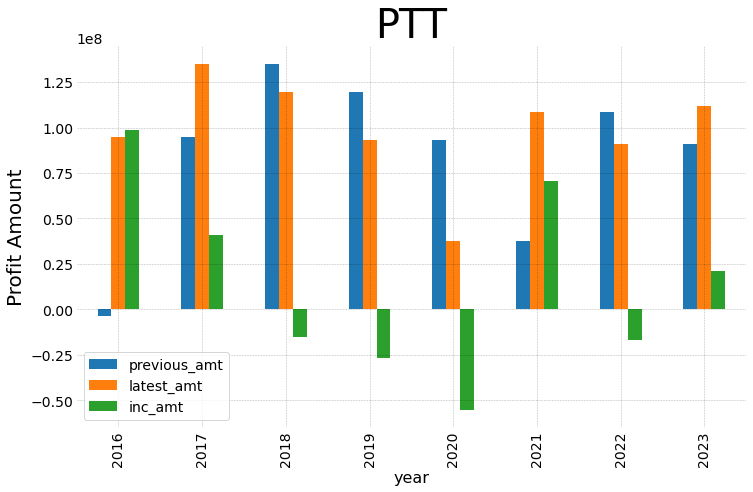 PTT
1e8
1.25
1.00
0.75
0.50
0.25
0.00
−0.25
−0.50
Profit Amount
previous_amt
latest_amt
inc_amt
2016 2017 2018 2019 2020 2021 2022 2023
year